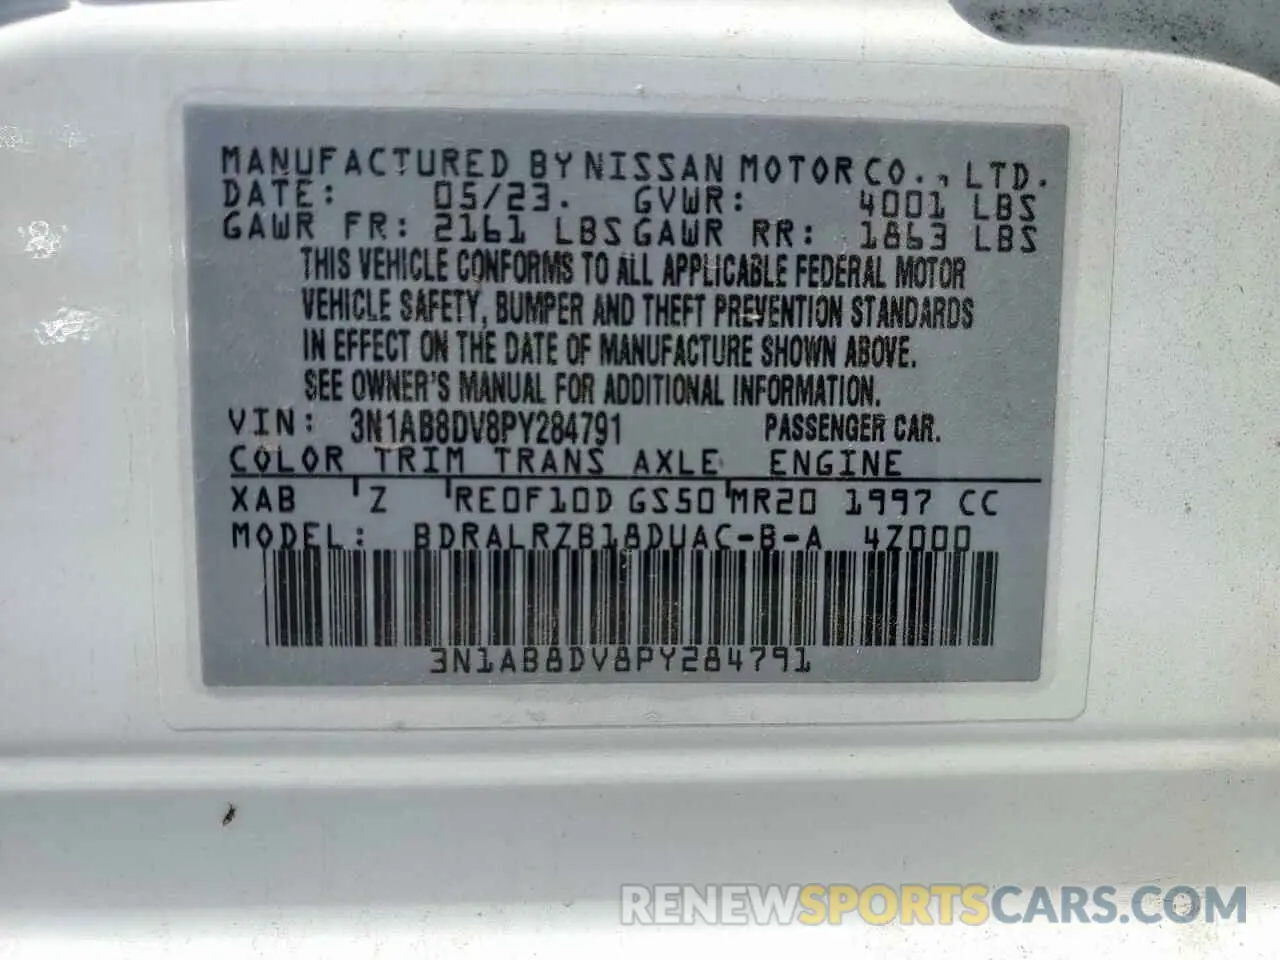 MANUFACTURED BY NISSAN MOTOR CO., LTD.
DATE: 05/23. GVWR: 4001 LBS
GAWR FR: 2161 LBS GAWR RR: 1863 LBS
THIS VEHICLE CONFORMS TO ALL APPLICABLE FEDERAL MOTOR
VEHICLE SAFETY, BUMPER AND THEFT PREVENTION STANDARDS
IN EFFECT ON THE DATE OF MANUFACTURE SHOWN ABOVE.
SEE OWNER'S MANUAL FOR ADDITIONAL INFORMATION.
VIN: 3N1AB8DV8PY284791 PASSENGER CAR.
COLOR TRIM TRANS AXLE ENGINE
XAB Z RE0F10D GS50 MR20 1997 CC
MODEL: BDRALRZB18DUAC-B-A 4Z000
3N1AB8DV8PY284791
RENEWSPORTSCARS.COM